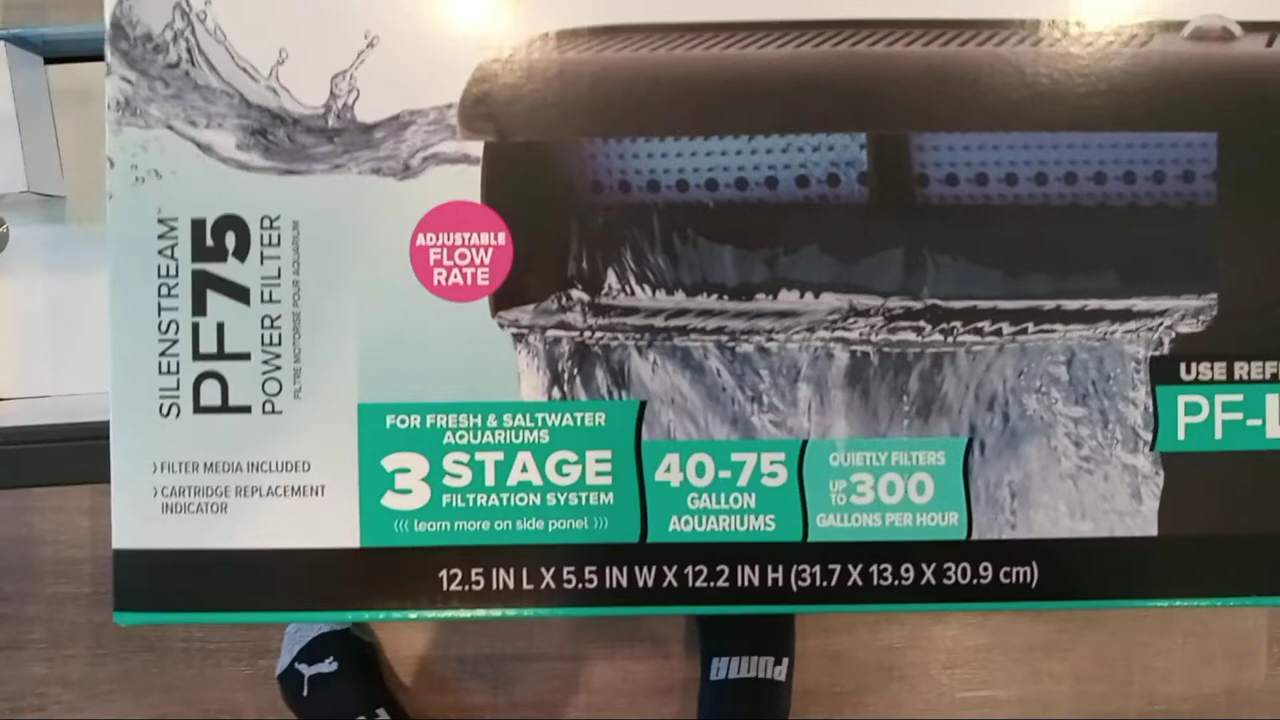 SILENSTREAM™
PF75
POWER FILTER
FILTRE MOTORISÉ POUR AQUARIUM
FILTER MEDIA INCLUDED
CARTRIDGE REPLACEMENT
INDICATOR
ADJUSTABLE
FLOW
RATE
FOR FRESH & SALTWATER
AQUARIUMS
3 STAGE
FILTRATION SYSTEM
‹‹‹ learn more on side panel ›››
40-75
GALLON
AQUARIUMS
QUIETLY FILTERS
UP TO 300
GALLONS PER HOUR
USE REFI
PF-L
12.5 IN L X 5.5 IN W X 12.2 IN H (31.7 X 13.9 X 30.9 cm)
PUMA